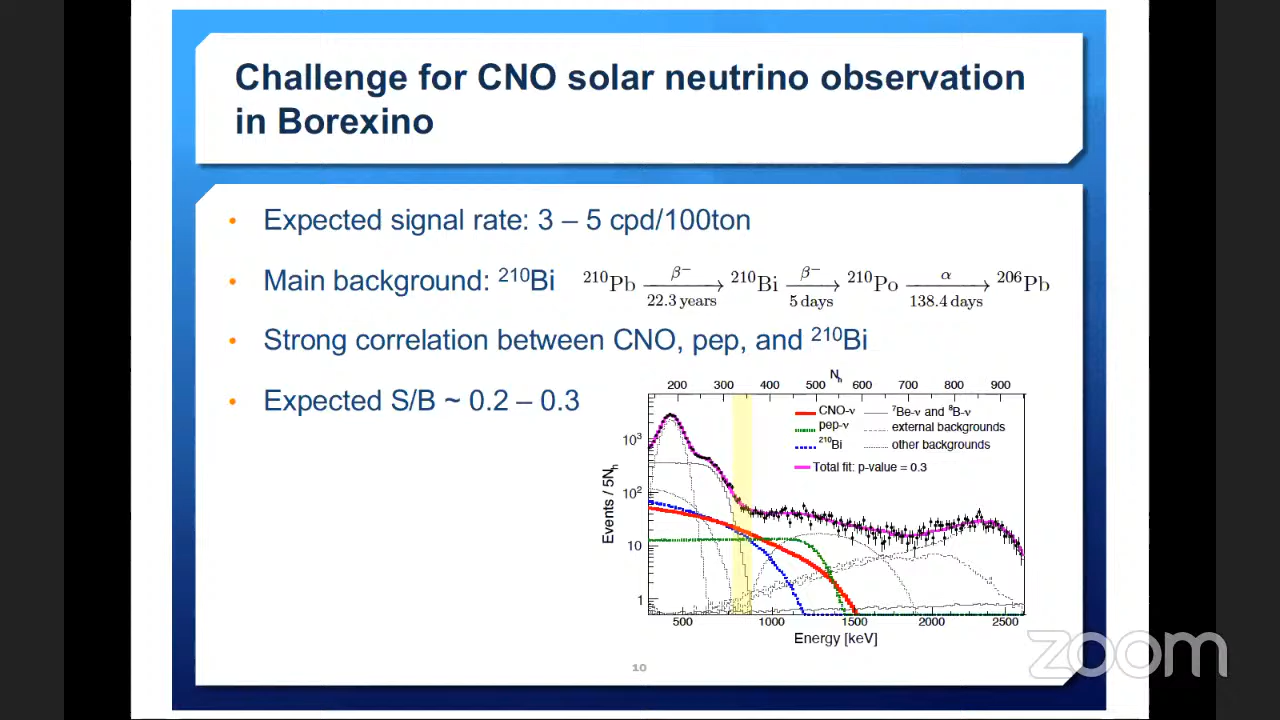 Challenge for CNO solar neutrino observation
in Borexino
• Expected signal rate: 3 – 5 cpd/100ton
• Main background: ²¹⁰Bi ²¹⁰Pb β⁻ 22.3 years ²¹⁰Bi β⁻ 5 days ²¹⁰Po α 138.4 days ²⁰⁶Pb
• Strong correlation between CNO, pep, and ²¹⁰Bi
• Expected S/B ~ 0.2 – 0.3
Nₕ
200 300 400 500 600 700 800 900
CNO-ν
pep-ν
²¹⁰Bi
⁷Be-ν and ⁸B-ν
external backgrounds
other backgrounds
Total fit: p-value = 0.3
Events / 5Nₕ
10³
10²
10
1
500 1000 1500 2000 2500
Energy [keV]
10
zoom